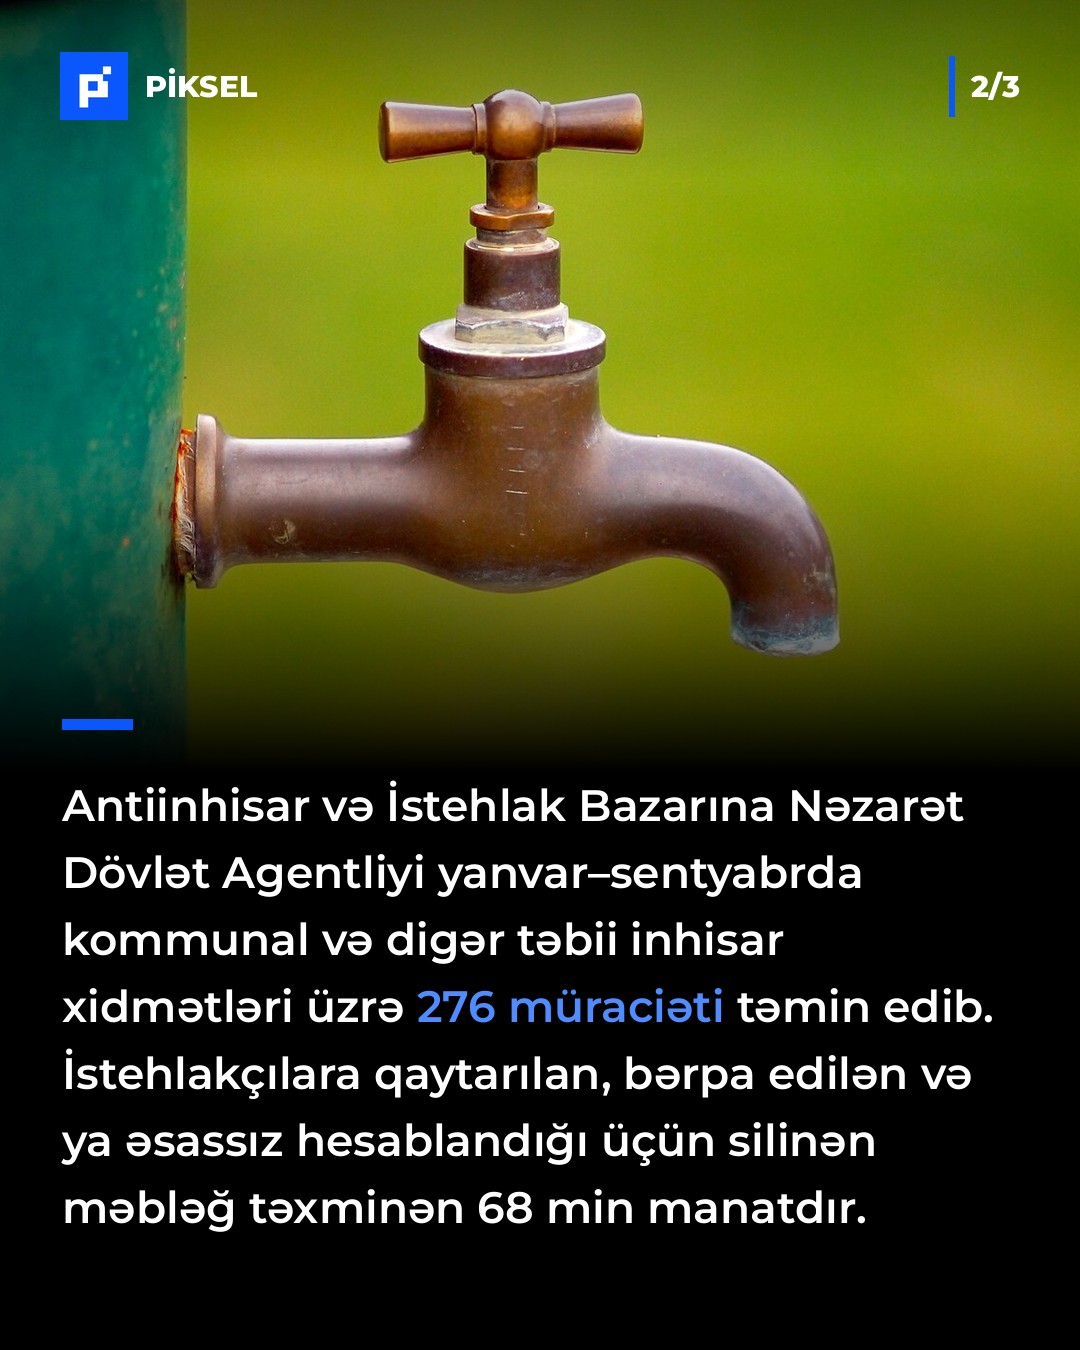 PİKSEL
2/3
Antiinhisar və İstehlak Bazarına Nəzarət
Dövlət Agentliyi yanvar–sentyabrda
kommunal və digər təbii inhisar
xidmətləri üzrə 276 müraciəti təmin edib.
İstehlakçılara qaytarılan, bərpa edilən və
ya əsassız hesablandığı üçün silinən
məbləğ təxminən 68 min manatdır.